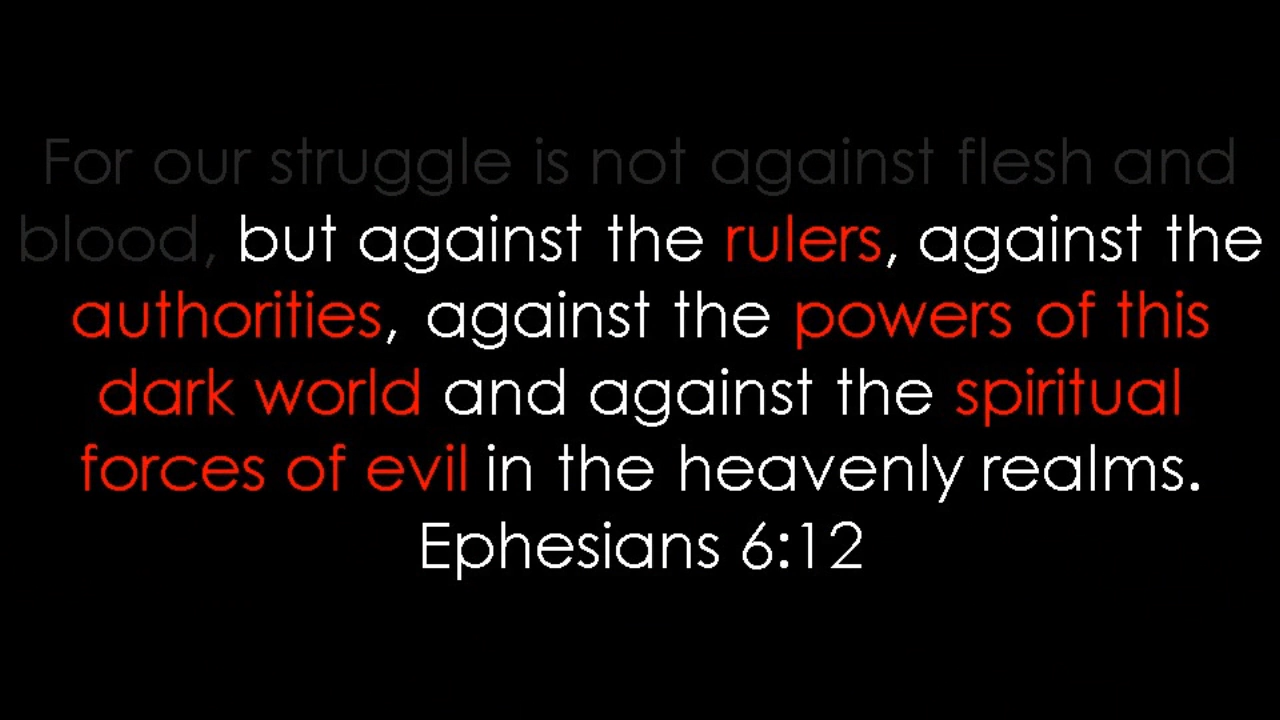 For our struggle is not against flesh and
blood, but against the rulers, against the
authorities, against the powers of this
dark world and against the spiritual
forces of evil in the heavenly realms.
Ephesians 6:12